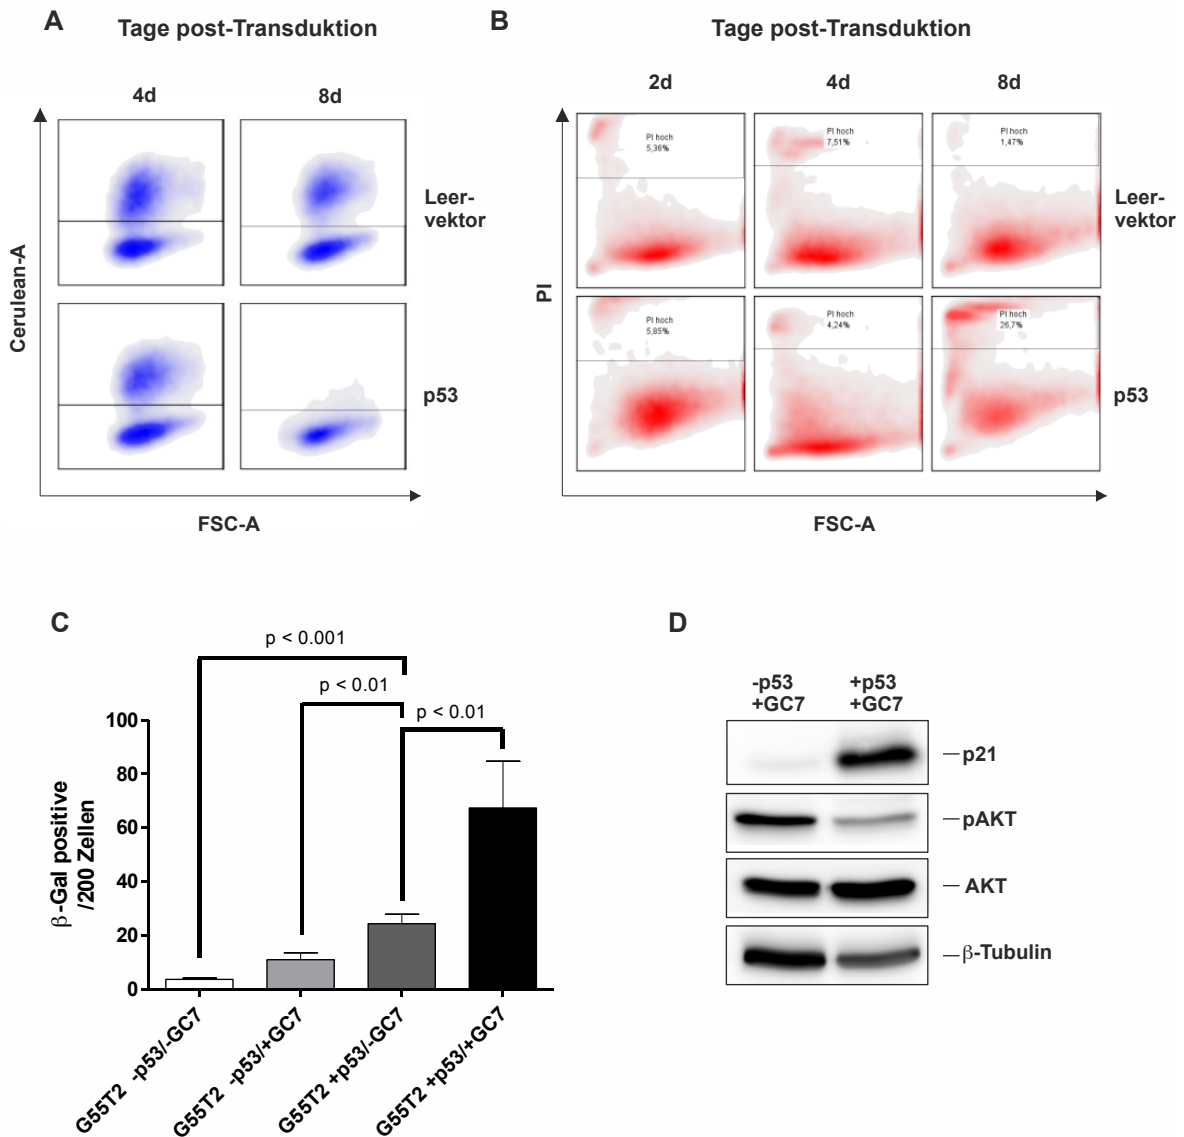 A
Tage post-Transduktion
4d
8d
Leer-
vektor
p53
Cerulean-A
FSC-A
B
Tage post-Transduktion
2d
4d
8d
PI hoch
5,36%
PI hoch
7,51%
PI hoch
1,47%
Leer-
vektor
PI hoch
5,85%
PI hoch
4,24%
PI hoch
26,7%
p53
PI
FSC-A
C
p < 0.001
p < 0.01
p < 0.01
100
80
60
40
20
0
β-Gal positive
/200 Zellen
G55T2 -p53/-GC7
G55T2 -p53/+GC7
G55T2 +p53/-GC7
G55T2 +p53/+GC7
D
-p53
+GC7
+p53
+GC7
p21
pAKT
AKT
β-Tubulin